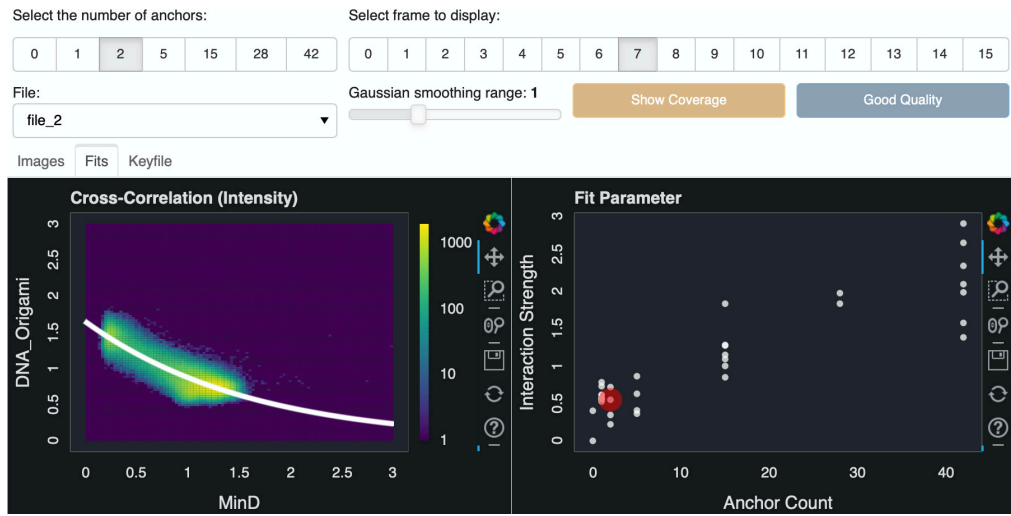 Select the number of anchors:
Select frame to display:
0 1 2 5 15 28 42
0 1 2 3 4 5 6 7 8 9 10 11 12 13 14 15
File:
Gaussian smoothing range: 1
Show Coverage
Good Quality
file_2
Images Fits Keyfile
Cross-Correlation (Intensity)
DNA_Origami
3
2.5
2
1.5
1
0.5
0
0 0.5 1 1.5 2 2.5 3
MinD
1000
100
10
1
Fit Parameter
Interaction Strength
3
2.5
2
1.5
1
0.5
0
0 10 20 30 40
Anchor Count